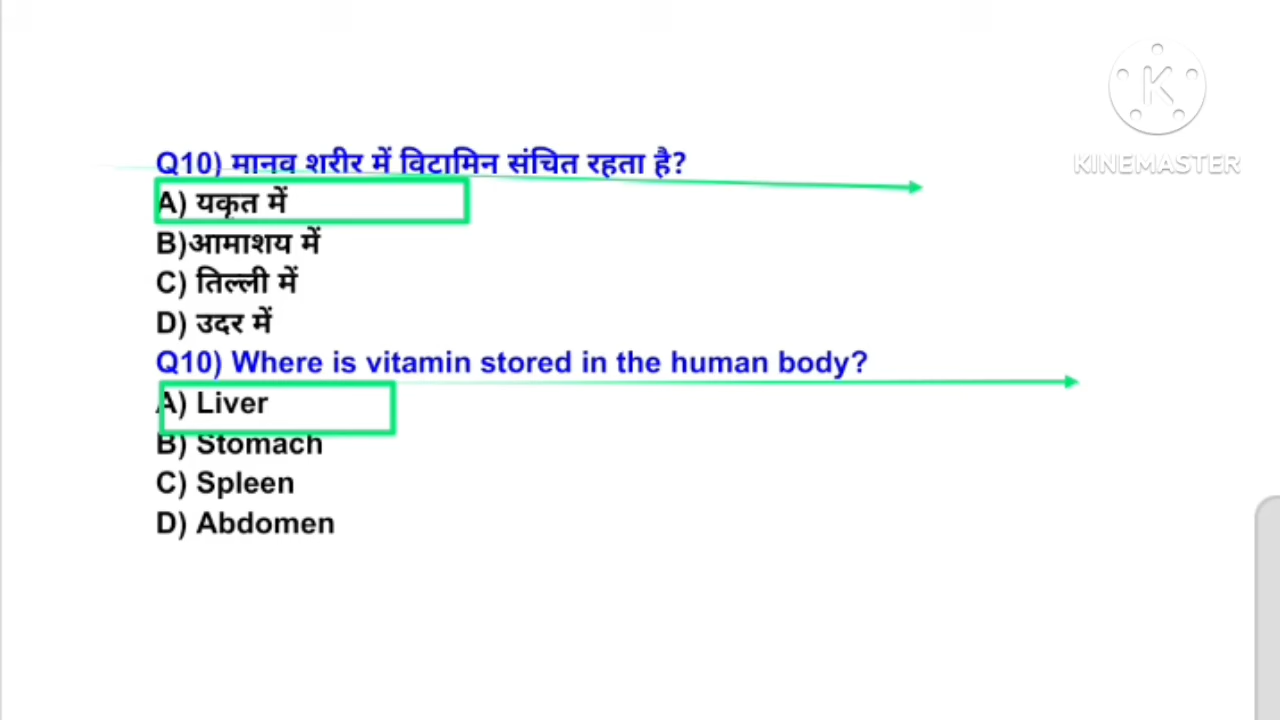 Q10) मानव शरीर में विटामिन संचित रहता है?
A) यकृत में
B)आमाशय में
C) तिल्ली में
D) उदर में
Q10) Where is vitamin stored in the human body?
A) Liver
B) Stomach
C) Spleen
D) Abdomen
K
KINEMASTER